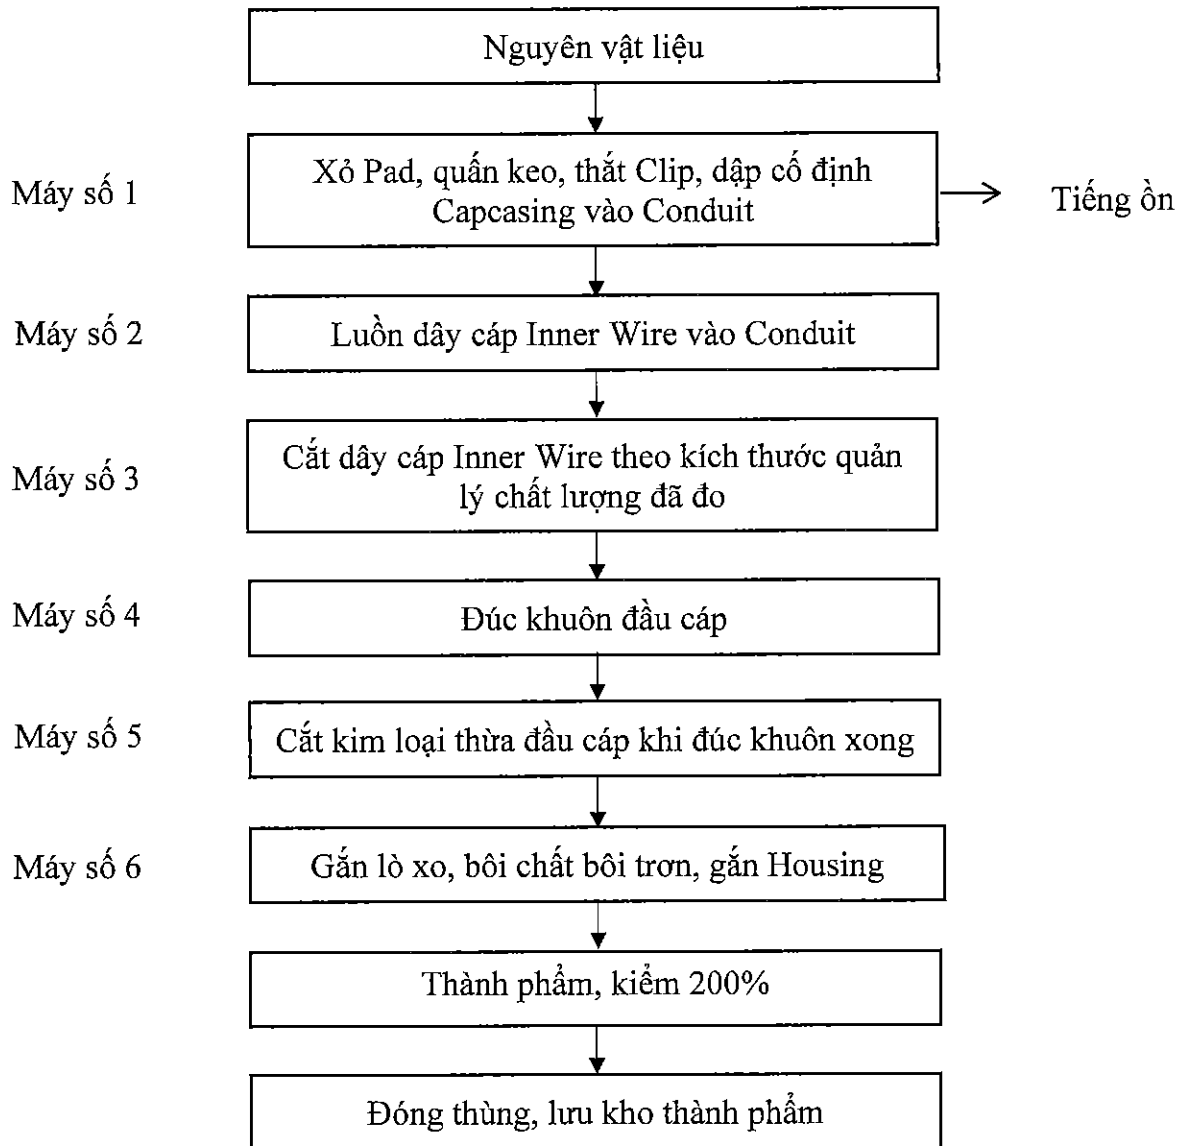 Nguyên vật liệu
Máy số 1
Xỏ Pad, quấn keo, thắt Clip, dập cố định
Capcasing vào Conduit
Tiếng ồn
Máy số 2
Luồn dây cáp Inner Wire vào Conduit
Máy số 3
Cắt dây cáp Inner Wire theo kích thước quản
lý chất lượng đã đo
Máy số 4
Đúc khuôn đầu cáp
Máy số 5
Cắt kim loại thừa đầu cáp khi đúc khuôn xong
Máy số 6
Gắn lò xo, bôi chất bôi trơn, gắn Housing
Thành phẩm, kiểm 200%
Đóng thùng, lưu kho thành phẩm